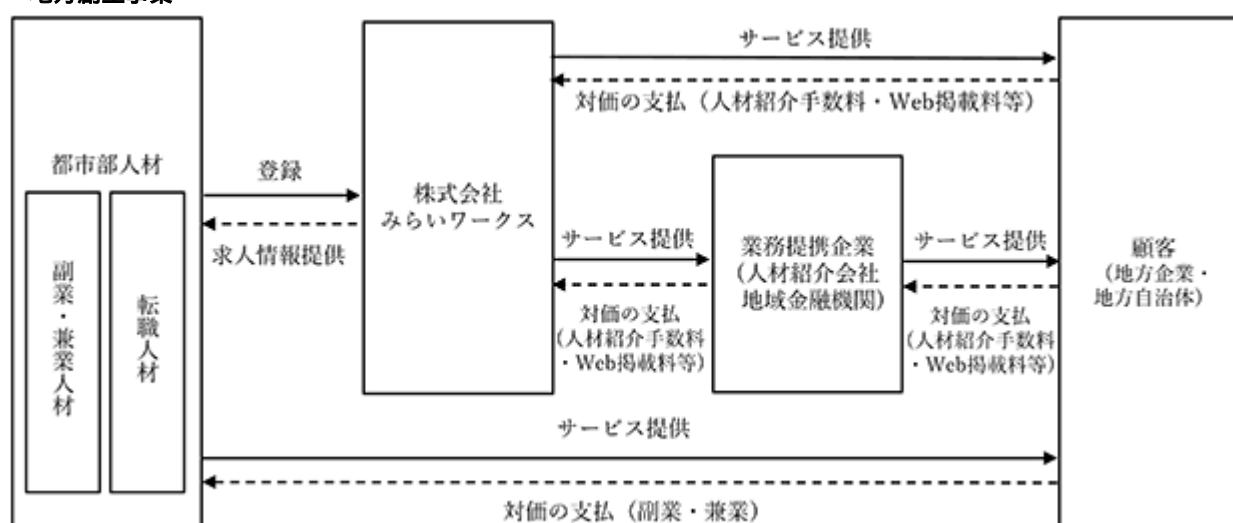 地方創生事業
サービス提供
対価の支払（人材紹介手数料・Web掲載料等）
都市部人材
登録
求人情報提供
副業・兼業人材
転職人材
株式会社
みらいワークス
サービス提供
対価の支払
（人材紹介手数料
・Web掲載料等）
業務提携企業
（人材紹介会社
地域金融機関）
サービス提供
対価の支払
（人材紹介手数料
・Web掲載料等）
顧客
（地方企業・
地方自治体）
サービス提供
対価の支払（副業・兼業）